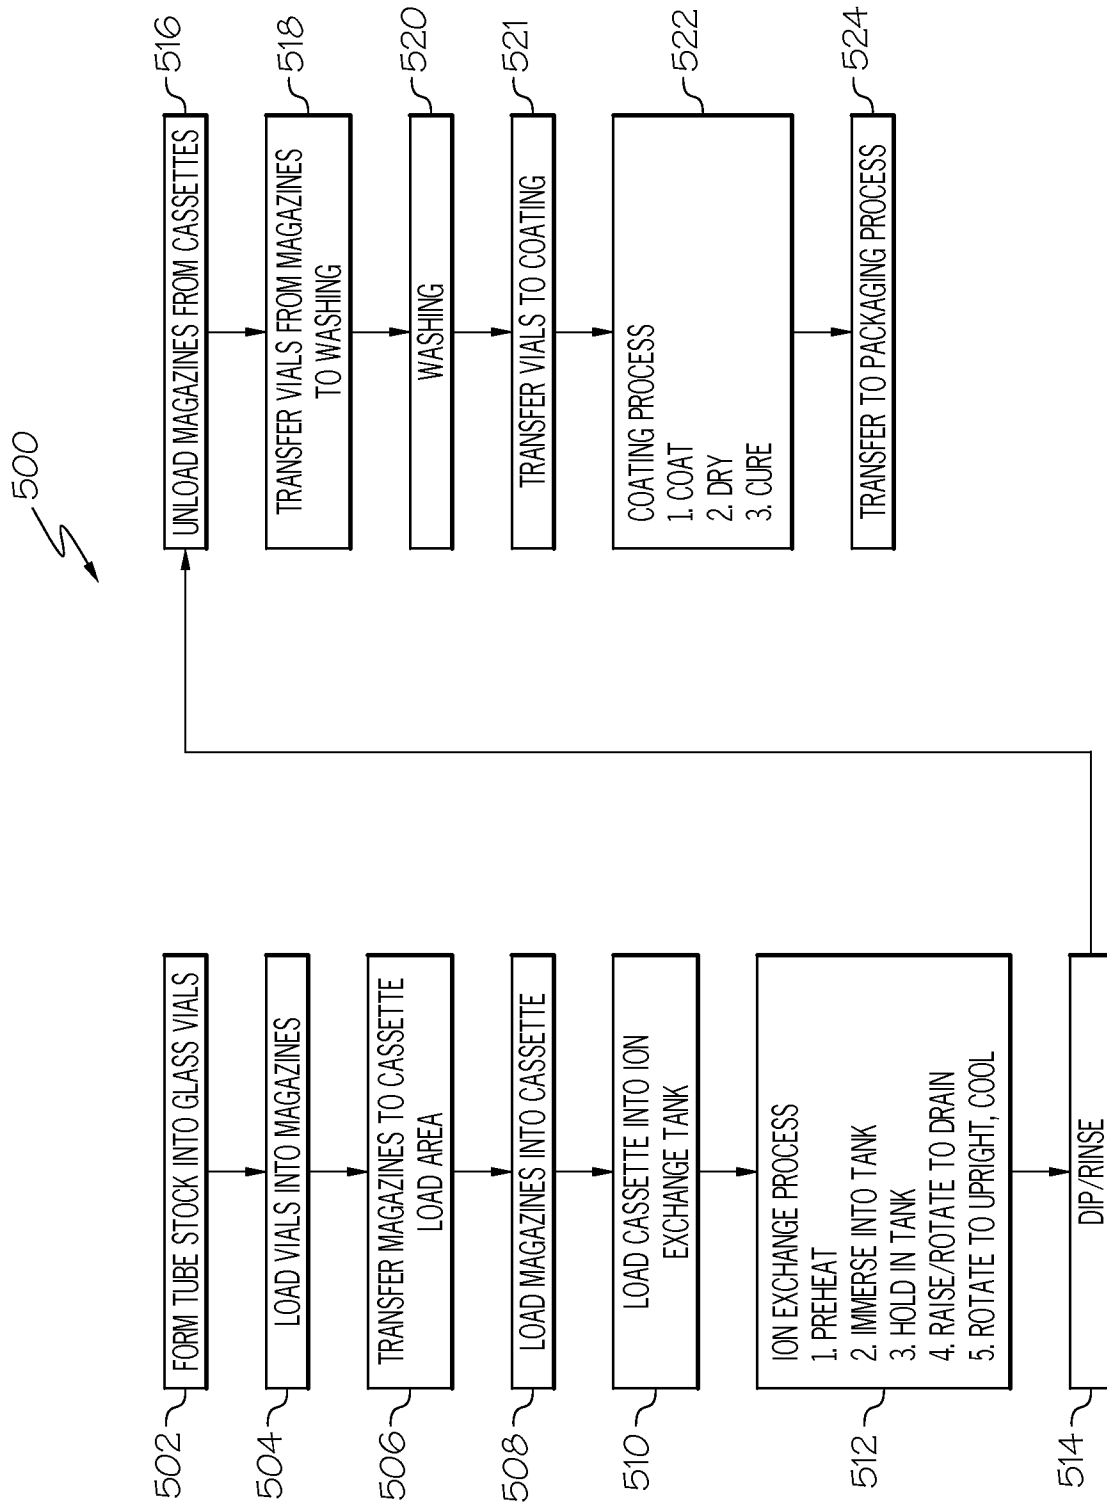 500
502
FORM TUBE STOCK INTO GLASS VIALS
504
LOAD VIALS INTO MAGAZINES
506
TRANSFER MAGAZINES TO CASSETTE
LOAD AREA
508
LOAD MAGAZINES INTO CASSETTE
510
LOAD CASSETTE INTO ION
EXCHANGE TANK
512
ION EXCHANGE PROCESS
1. PREHEAT
2. IMMERSE INTO TANK
3. HOLD IN TANK
4. RAISE/ROTATE TO DRAIN
5. ROTATE TO UPRIGHT, COOL
514
DIP/RINSE
UNLOAD MAGAZINES FROM CASSETTES
516
TRANSFER VIALS FROM MAGAZINES
TO WASHING
518
WASHING
520
TRANSFER VIALS TO COATING
521
COATING PROCESS
1. COAT
2. DRY
3. CURE
522
TRANSFER TO PACKAGING PROCESS
524